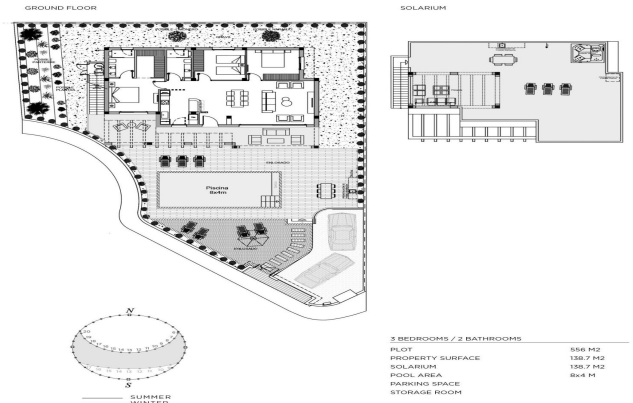 GROUND FLOOR
SOLARIUM
Piscina
8x4m
N
S
SUMMER
WINTER
3 BEDROOMS / 2 BATHROOMS
PLOT 556 M2
PROPERTY SURFACE 138.7 M2
SOLARIUM 138.7 M2
POOL AREA 8x4 M
PARKING SPACE
STORAGE ROOM